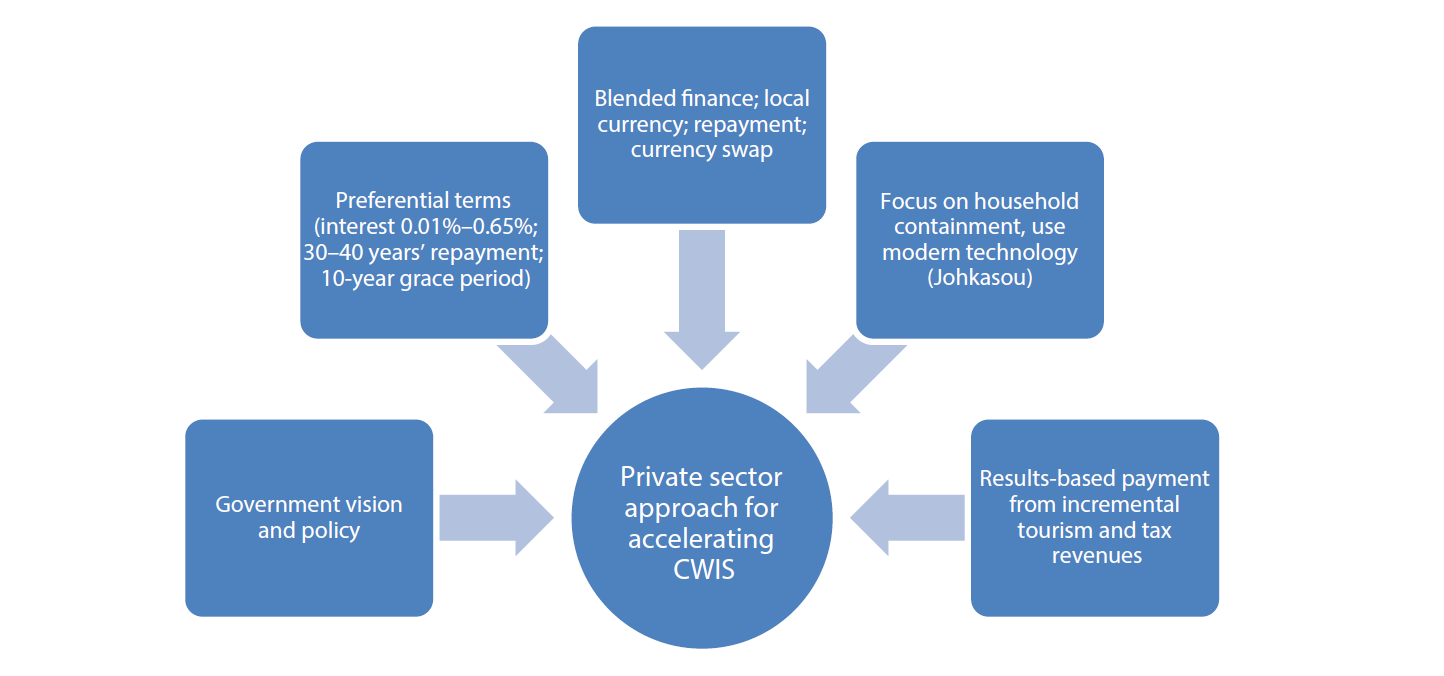 Blended finance; local
currency; repayment;
currency swap
Preferential terms
(interest 0.01%–0.65%;
30–40 years’ repayment;
10-year grace period)
Focus on household
containment, use
modern technology
(Johkasou)
Government vision
and policy
Private sector
approach for
accelerating
CWIS
Results-based payment
from incremental
tourism and tax
revenues